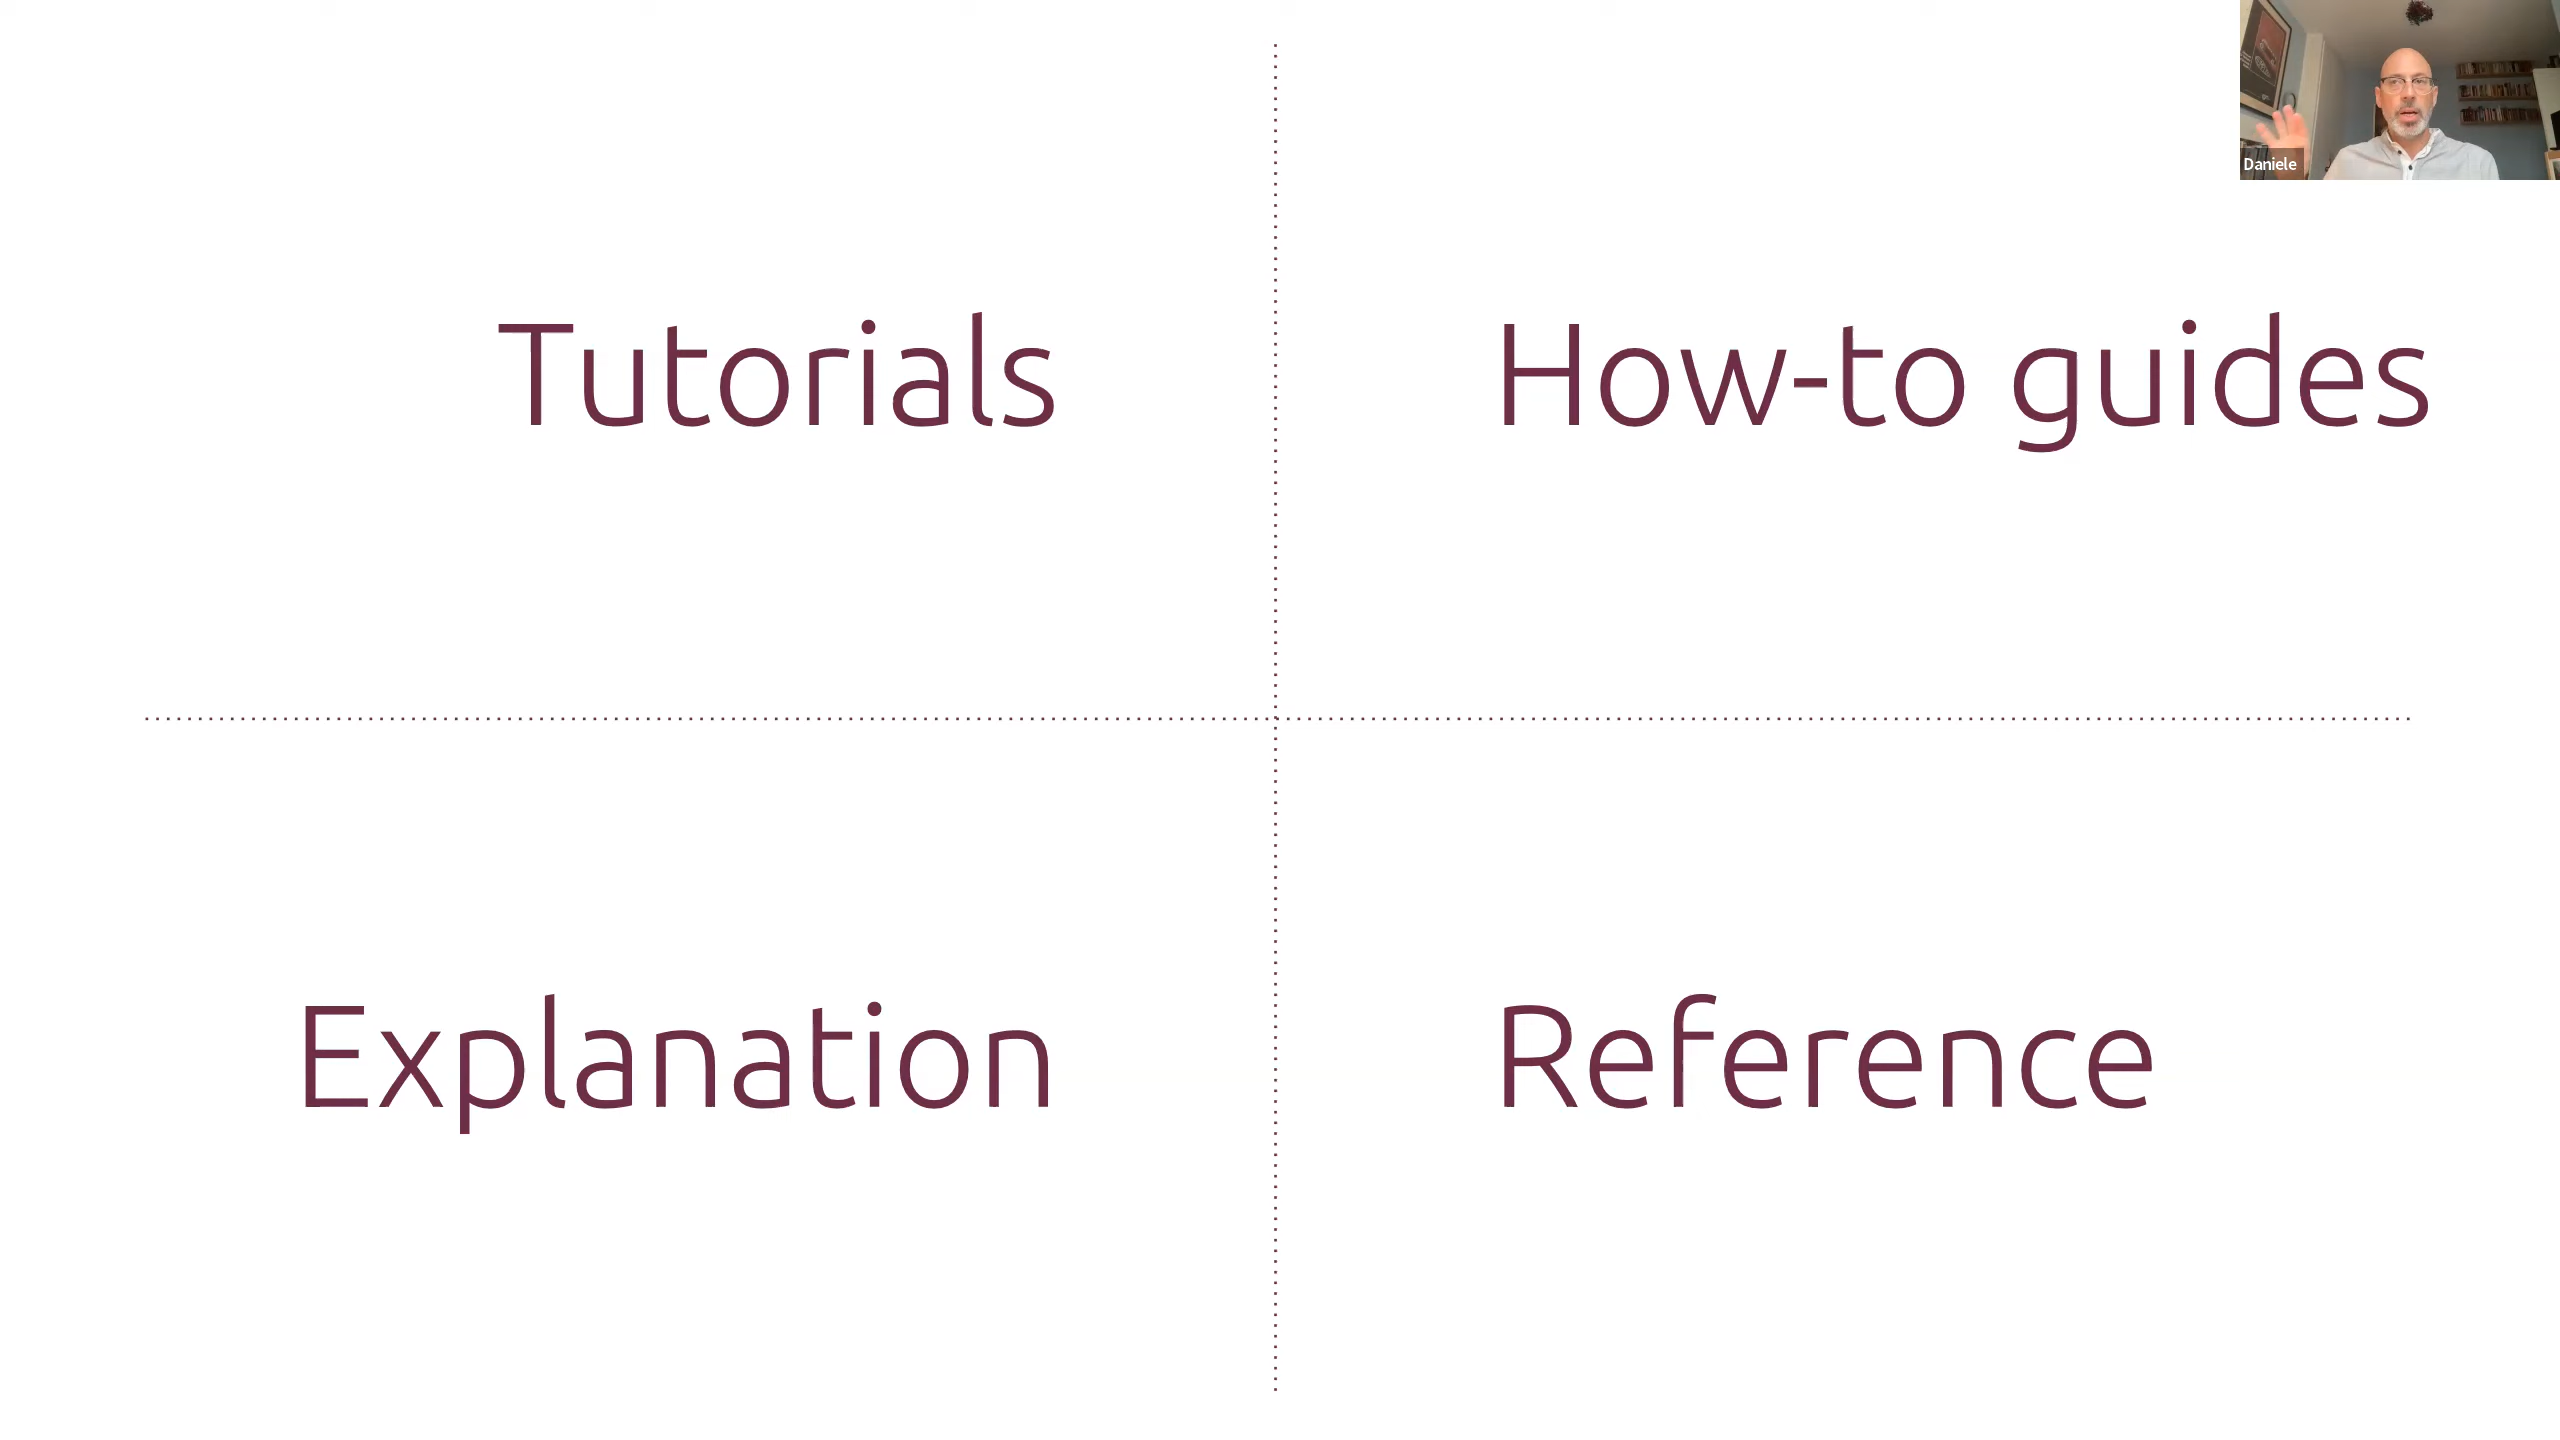 Daniele
Tutorials
How-to guides
Explanation
Reference